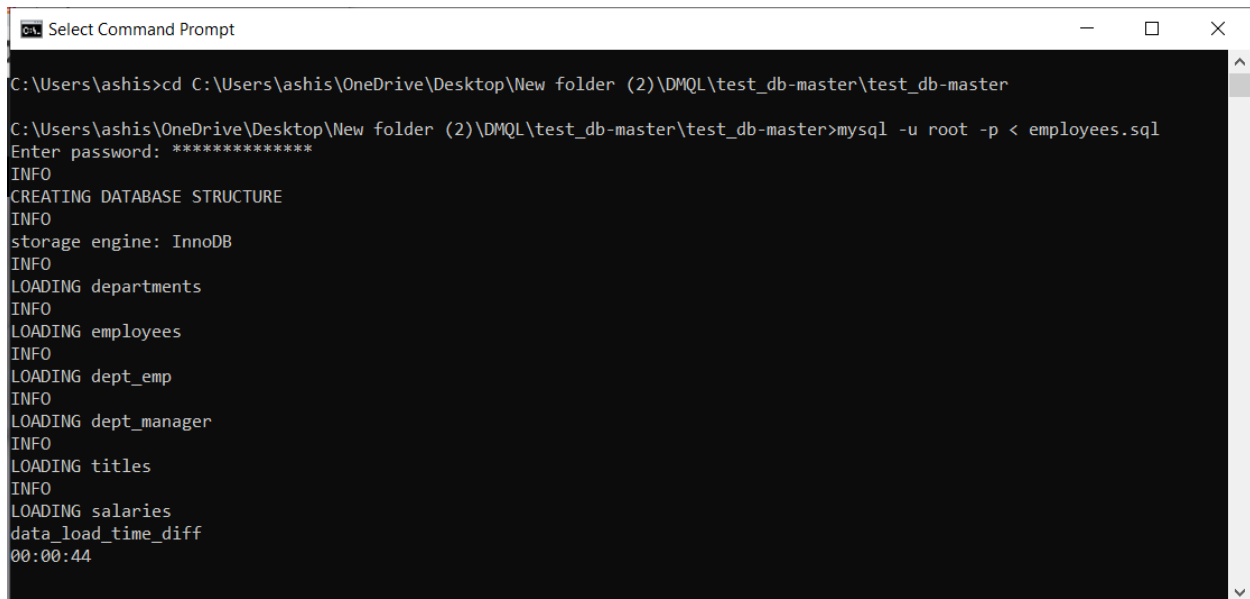 Select Command Prompt
C:\Users\ashis>cd C:\Users\ashis\OneDrive\Desktop\New folder (2)\DMQL\test_db-master\test_db-master
C:\Users\ashis\OneDrive\Desktop\New folder (2)\DMQL\test_db-master\test_db-master>mysql -u root -p < employees.sql
Enter password: **************
INFO
CREATING DATABASE STRUCTURE
INFO
storage engine: InnoDB
INFO
LOADING departments
INFO
LOADING employees
INFO
LOADING dept_emp
INFO
LOADING dept_manager
INFO
LOADING titles
INFO
LOADING salaries
data_load_time_diff
00:00:44